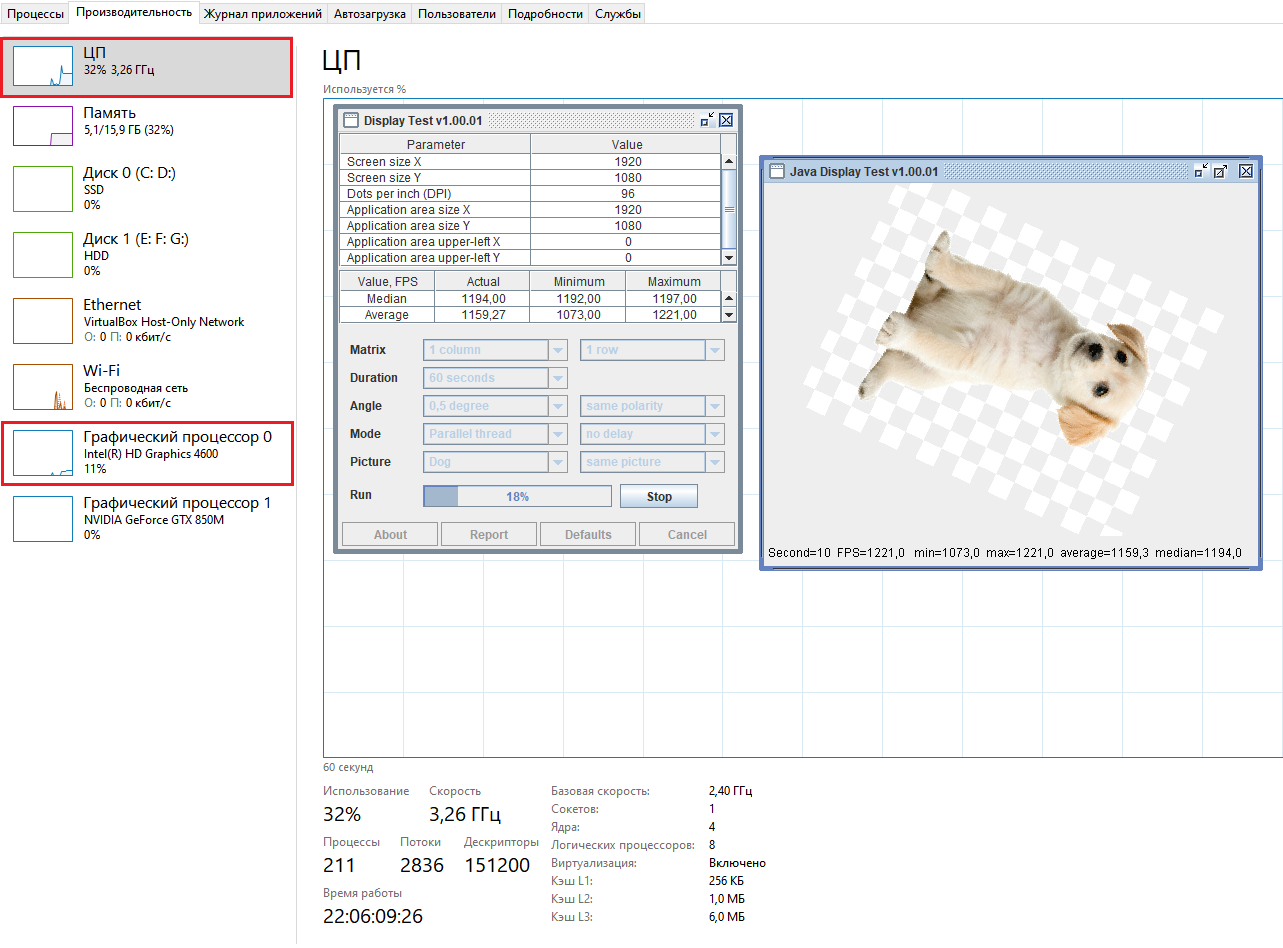 Процессы Производительность Журнал приложений Автозагрузка Пользователи Подробности Службы
ЦП
32% 3,26 ГГц
Память
5,1/15,9 ГБ (32%)
Диск 0 (C: D:)
SSD
0%
Диск 1 (E: F: G:)
HDD
0%
Ethernet
VirtualBox Host-Only Network
О: 0 П: 0 кбит/с
Wi-Fi
Беспроводная сеть
О: 0 П: 0 кбит/с
Графический процессор 0
Intel(R) HD Graphics 4600
11%
Графический процессор 1
NVIDIA GeForce GTX 850M
0%
ЦП
Используется %
Display Test v1.00.01
Parameter Value
Screen size X 1920
Screen size Y 1080
Dots per inch (DPI) 96
Application area size X 1920
Application area size Y 1080
Application area upper-left X 0
Application area upper-left Y 0
Value, FPS Actual Minimum Maximum
Median 1194,00 1192,00 1197,00
Average 1159,27 1073,00 1221,00
Matrix 1 column 1 row
Duration 60 seconds
Angle 0,5 degree same polarity
Mode Parallel thread no delay
Picture Dog same picture
Run 18% Stop
About Report Defaults Cancel
Java Display Test v1.00.01
Second=10 FPS=1221,0 min=1073,0 max=1221,0 average=1159,3 median=1194,0
60 секунд
Использование Скорость
32% 3,26 ГГц
Процессы Потоки Дескрипторы
211 2836 151200
Время работы
22:06:09:26
Базовая скорость: 2,40 ГГц
Сокетов: 1
Ядра: 4
Логических процессоров: 8
Виртуализация: Включено
Кэш L1: 256 КБ
Кэш L2: 1,0 МБ
Кэш L3: 6,0 МБ